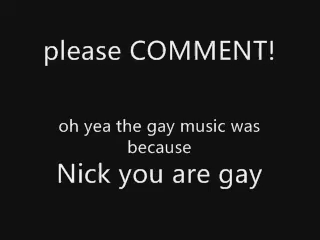 please COMMENT!
oh yea the gay music was
because
Nick you are gay